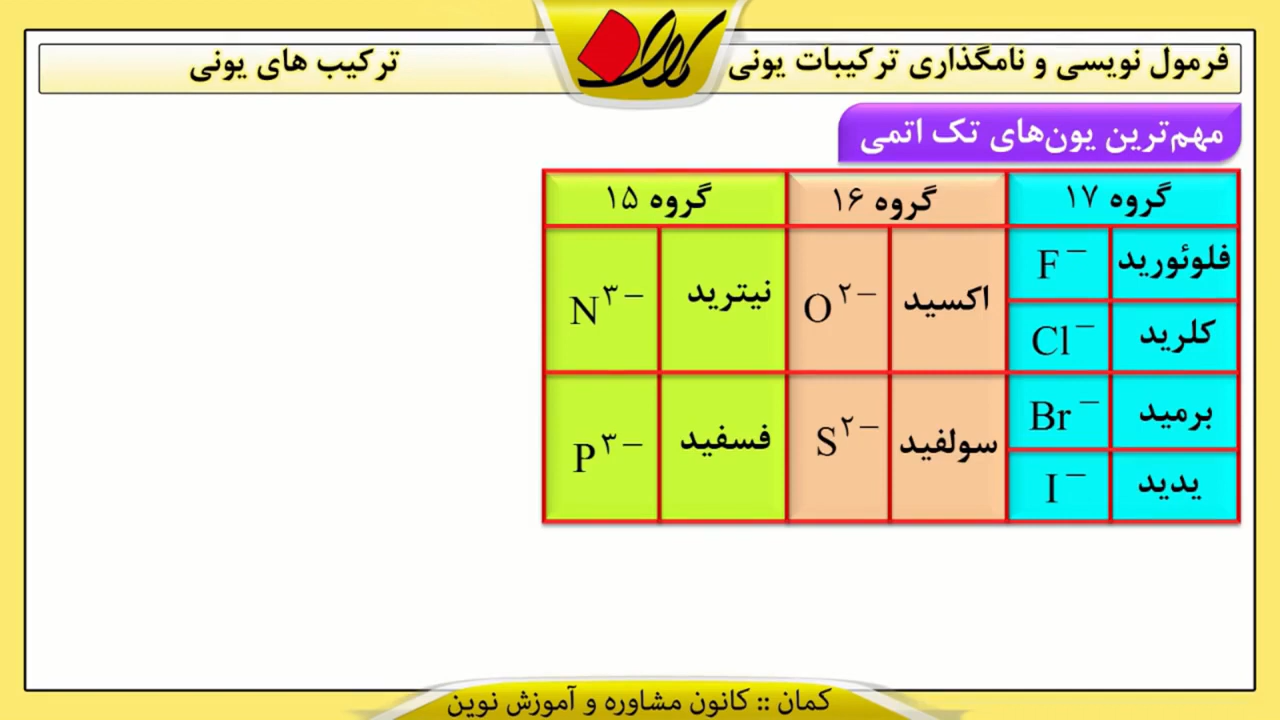 فرمول نویسی و نامگذاری ترکیبات یونی
کمان
ترکیب های یونی
مهم‌ترین یون‌های تک اتمی
گروه ۱۷
گروه ۱۶
گروه ۱۵
فلوئورید F⁻
کلرید Cl⁻
برمید Br⁻
یدید I⁻
اکسید O²⁻
سولفید S²⁻
نیترید N³⁻
فسفید P³⁻
کمان :: کانون مشاوره و آموزش نوین